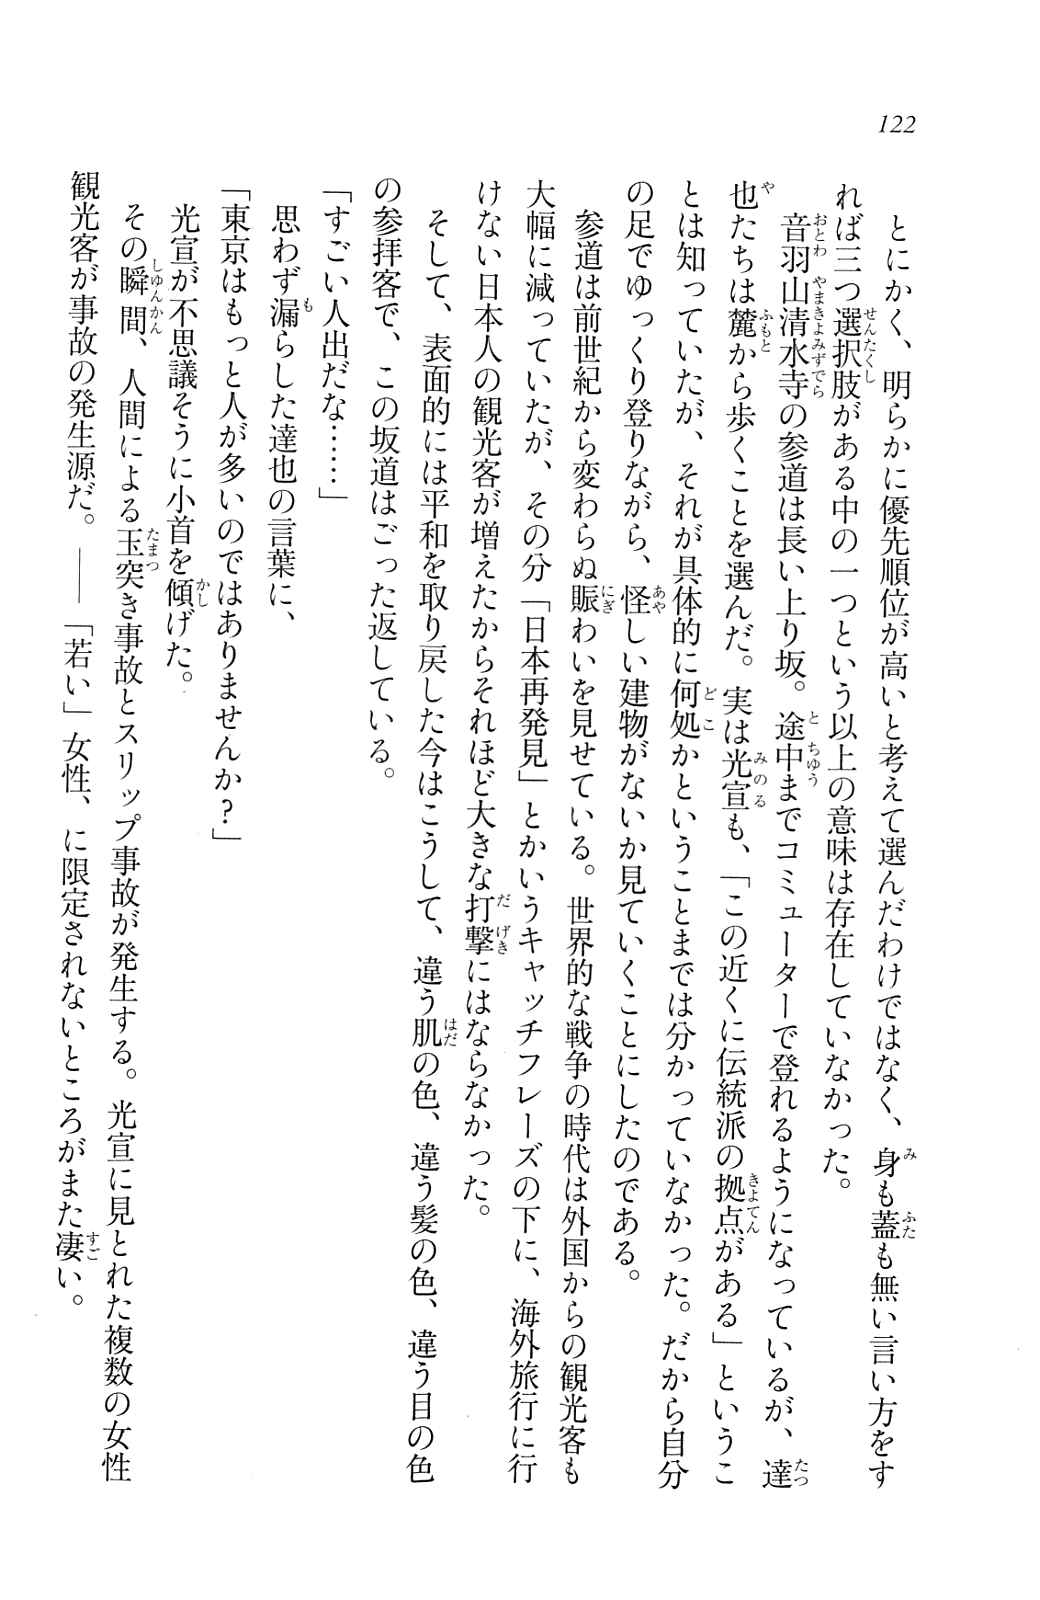 122
とにかく、明らかに優先順位が高いと考えて選んだわけではなく、身も蓋も無い言い方をす
れば三つ選択肢がある中の一つという以上の意味は存在していなかった。
音羽山清水寺の参道は長い上り坂。途中までコミューターで登れるようになっているが、達
也たちは麓から歩くことを選んだ。実は光宣も、「この近くに伝統派の拠点がある」というこ
とは知っていたが、それが具体的に何処かということまでは分かっていなかった。だから自分
の足でゆっくり登りながら、怪しい建物がないか見ていくことにしたのである。
参道は前世紀から変わらぬ賑わいを見せている。世界的な戦争の時代は外国からの観光客も
大幅に減っていたが、その分「日本再発見」とかいうキャッチフレーズの下に、海外旅行に行
けない日本人の観光客が増えたからそれほど大きな打撃にはならなかった。
そして、表面的には平和を取り戻した今はこうして、違う肌の色、違う髪の色、違う目の色
の参拝客で、この坂道はごった返している。
「すごい人出だな……」
思わず漏らした達也の言葉に、
「東京はもっと人が多いのではありませんか？」
光宣が不思議そうに小首を傾げた。
その瞬間、人間による玉突き事故とスリップ事故が発生する。光宣に見とれた複数の女性
観光客が事故の発生源だ。――「若い」女性、に限定されないところがまた凄い。